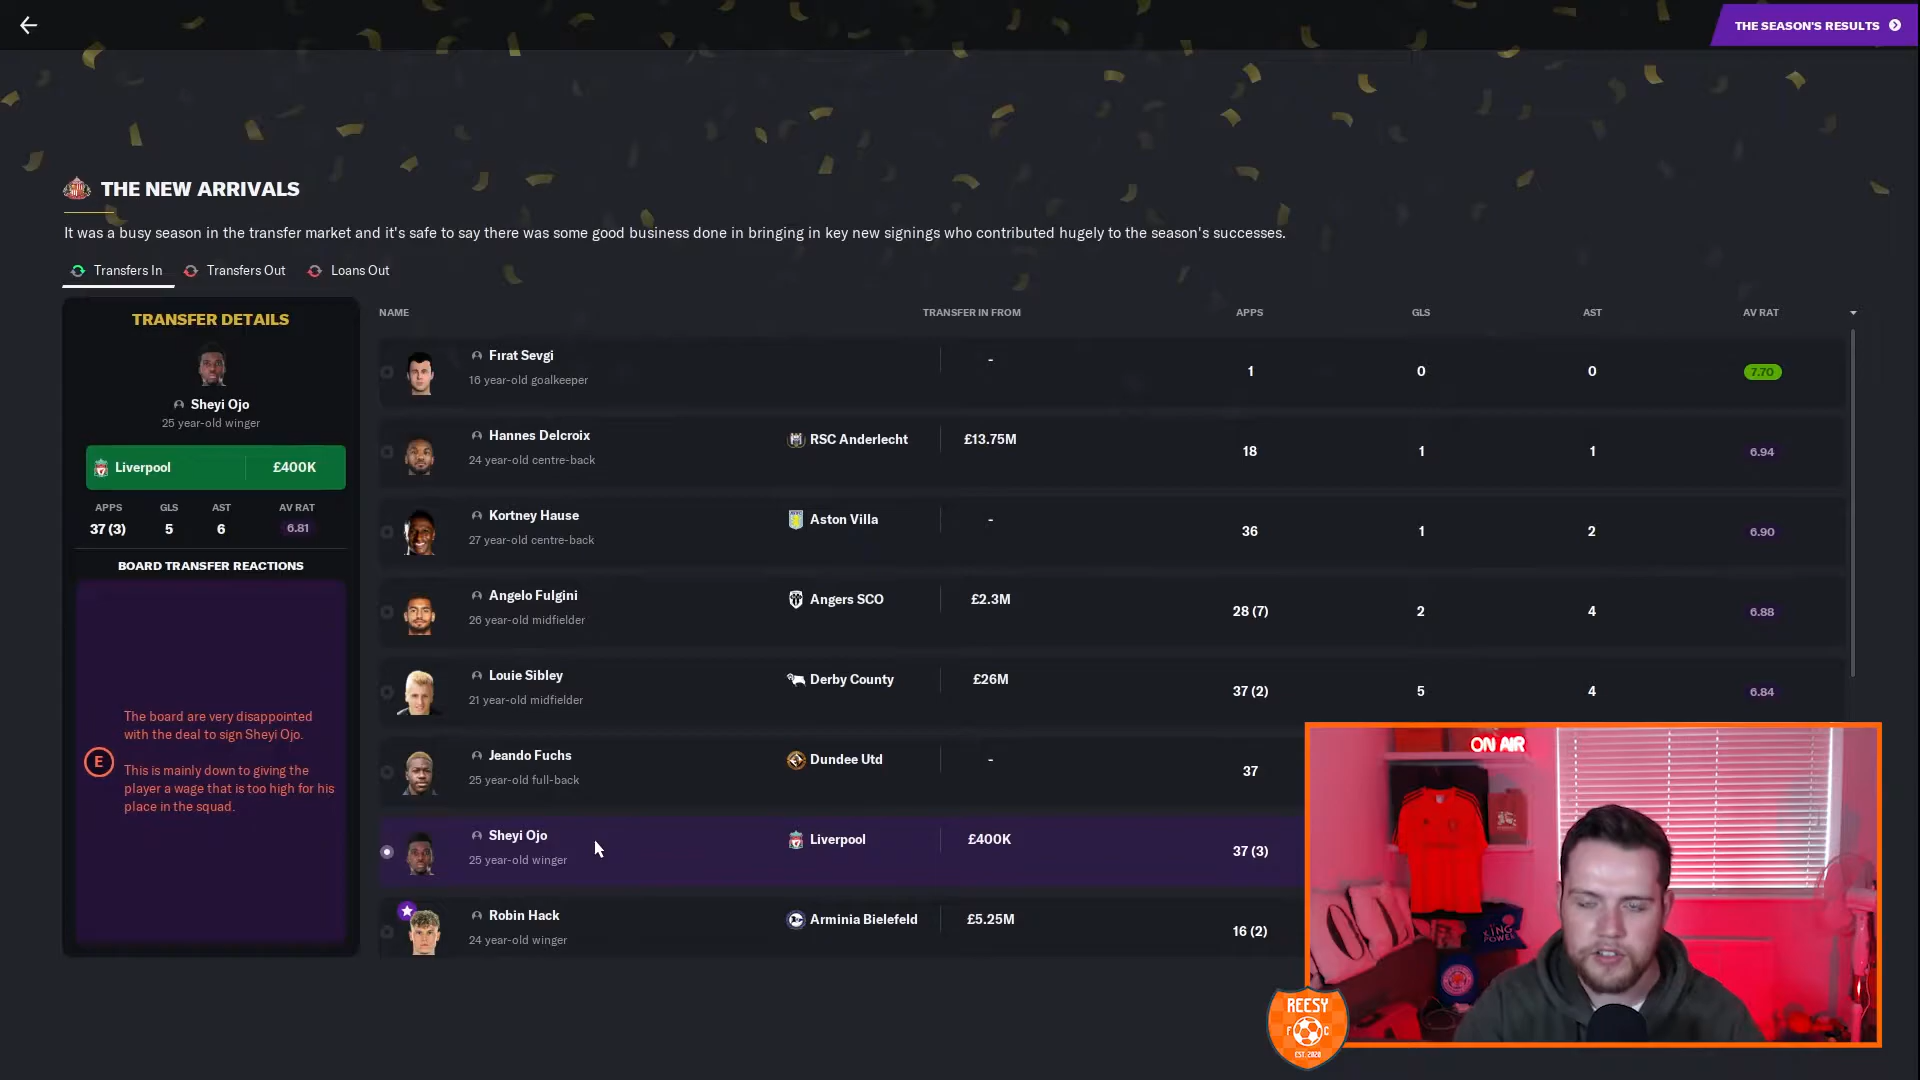 THE SEASON'S RESULTS
THE NEW ARRIVALS
It was a busy season in the transfer market and it's safe to say there was some good business done in bringing in key new signings who contributed hugely to the season's successes.
Transfers In Transfers Out Loans Out
TRANSFER DETAILS
Sheyi Ojo
25 year-old winger
Liverpool £400K
APPS GLS AST AV RAT
37 (3) 5 6 6.81
BOARD TRANSFER REACTIONS
E
The board are very disappointed
with the deal to sign Sheyi Ojo.
This is mainly down to giving the
player a wage that is too high for his
place in the squad.
NAME TRANSFER IN FROM APPS GLS AST AV RAT
Fırat Sevgi
16 year-old goalkeeper
- 1 0 0 7.70
Hannes Delcroix
24 year-old centre-back
RSC Anderlecht £13.75M 18 1 1 6.94
Kortney Hause
27 year-old centre-back
Aston Villa - 36 1 2 6.90
Angelo Fulgini
26 year-old midfielder
Angers SCO £2.3M 28 (7) 2 4 6.88
Louie Sibley
21 year-old midfielder
Derby County £26M 37 (2) 5 4 6.84
Jeando Fuchs
25 year-old full-back
Dundee Utd - 37
Sheyi Ojo
25 year-old winger
Liverpool £400K 37 (3)
Robin Hack
24 year-old winger
Arminia Bielefeld £5.25M 16 (2)
ON AIR
KING
POWER
REESY
F C
EST. 2020